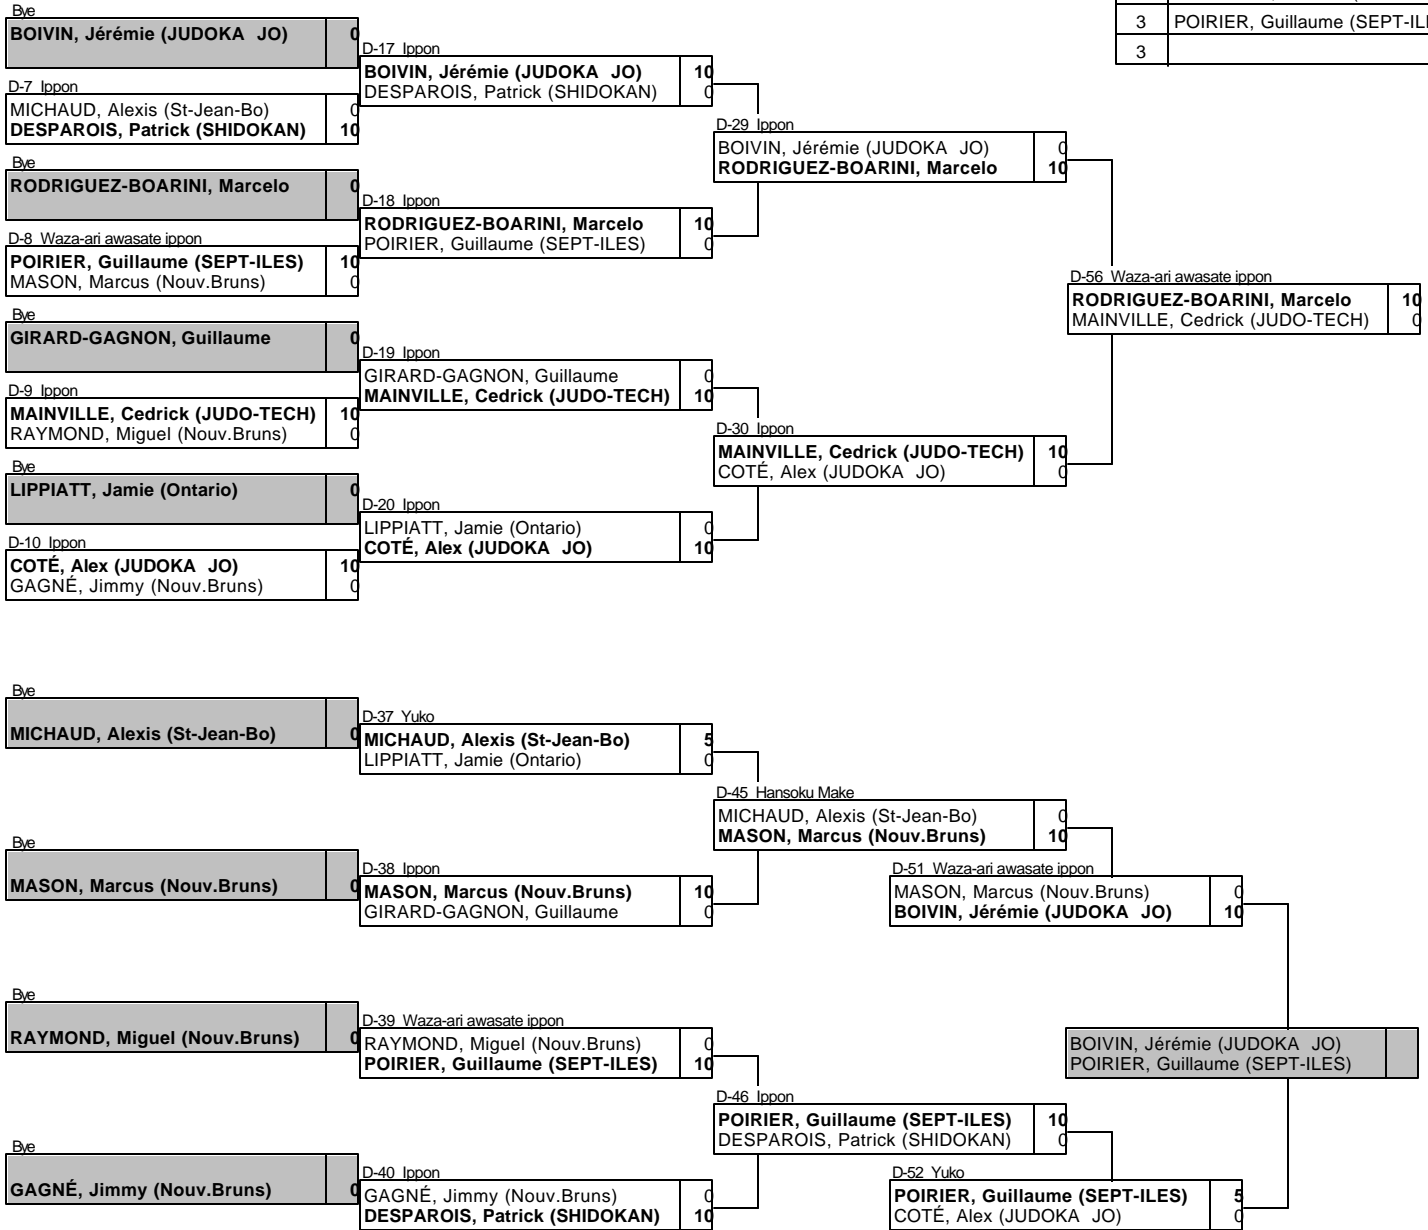 Bye
BOIVIN, Jérémie (JUDOKA JO) 0
D-7 Ippon
MICHAUD, Alexis (St-Jean-Bo) 0
DESPAROIS, Patrick (SHIDOKAN) 10
Bye
RODRIGUEZ-BOARINI, Marcelo 0
D-8 Waza-ari awasate ippon
POIRIER, Guillaume (SEPT-ILES) 10
MASON, Marcus (Nouv.Bruns) 0
Bye
GIRARD-GAGNON, Guillaume 0
D-9 Ippon
MAINVILLE, Cedrick (JUDO-TECH) 10
RAYMOND, Miguel (Nouv.Bruns) 0
Bye
LIPPIATT, Jamie (Ontario) 0
D-10 Ippon
COTÉ, Alex (JUDOKA JO) 10
GAGNÉ, Jimmy (Nouv.Bruns) 0
D-17 Ippon
BOIVIN, Jérémie (JUDOKA JO) 10
DESPAROIS, Patrick (SHIDOKAN) 0
D-18 Ippon
RODRIGUEZ-BOARINI, Marcelo 10
POIRIER, Guillaume (SEPT-ILES) 0
D-19 Ippon
GIRARD-GAGNON, Guillaume 0
MAINVILLE, Cedrick (JUDO-TECH) 10
D-20 Ippon
LIPPIATT, Jamie (Ontario) 0
COTÉ, Alex (JUDOKA JO) 10
D-29 Ippon
BOIVIN, Jérémie (JUDOKA JO) 0
RODRIGUEZ-BOARINI, Marcelo 10
D-30 Ippon
MAINVILLE, Cedrick (JUDO-TECH) 10
COTÉ, Alex (JUDOKA JO) 0
3 POIRIER, Guillaume (SEPT-IL
3
D-56 Waza-ari awasate ippon
RODRIGUEZ-BOARINI, Marcelo 10
MAINVILLE, Cedrick (JUDO-TECH) 0
Bye
MICHAUD, Alexis (St-Jean-Bo) 0
Bye
MASON, Marcus (Nouv.Bruns) 0
Bye
RAYMOND, Miguel (Nouv.Bruns) 0
Bye
GAGNÉ, Jimmy (Nouv.Bruns) 0
D-37 Yuko
MICHAUD, Alexis (St-Jean-Bo) 5
LIPPIATT, Jamie (Ontario) 0
D-38 Ippon
MASON, Marcus (Nouv.Bruns) 10
GIRARD-GAGNON, Guillaume 0
D-39 Waza-ari awasate ippon
RAYMOND, Miguel (Nouv.Bruns) 0
POIRIER, Guillaume (SEPT-ILES) 10
D-40 Ippon
GAGNÉ, Jimmy (Nouv.Bruns) 0
DESPAROIS, Patrick (SHIDOKAN) 10
D-45 Hansoku Make
MICHAUD, Alexis (St-Jean-Bo) 0
MASON, Marcus (Nouv.Bruns) 10
D-46 Ippon
POIRIER, Guillaume (SEPT-ILES) 10
DESPAROIS, Patrick (SHIDOKAN) 0
D-51 Waza-ari awasate ippon
MASON, Marcus (Nouv.Bruns) 0
BOIVIN, Jérémie (JUDOKA JO) 10
D-52 Yuko
POIRIER, Guillaume (SEPT-ILES) 5
COTÉ, Alex (JUDOKA JO) 0
BOIVIN, Jérémie (JUDOKA JO)
POIRIER, Guillaume (SEPT-ILES)